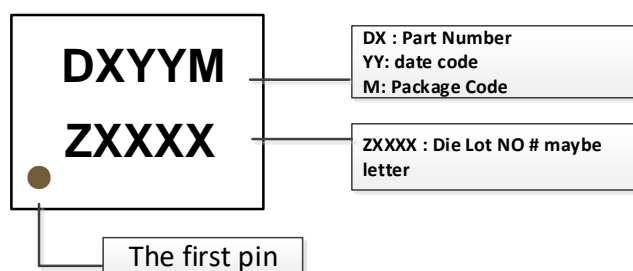 DXYYM
ZXXXX
DX : Part Number
YY: date code
M: Package Code
ZXXXX : Die Lot NO # maybe
letter
The first pin